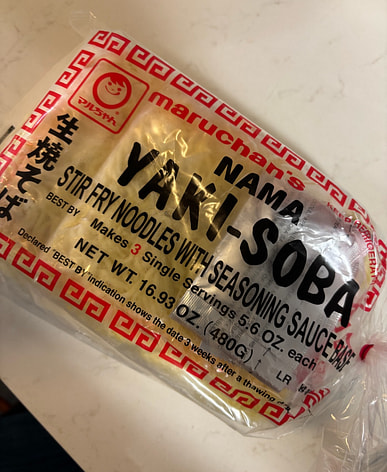 マルちゃん
maruchan's
生焼そば
NAMA
YAKI-SOBA
STIR FRY NOODLES WITH SEASONING SAUCE BASE
BEST BY
Makes 3 Single Servings 5.6 OZ. each
NET WT. 16.93 OZ. (480G)
LR
Declared 'BEST BY' indication shows the date 3 weeks after a thawing